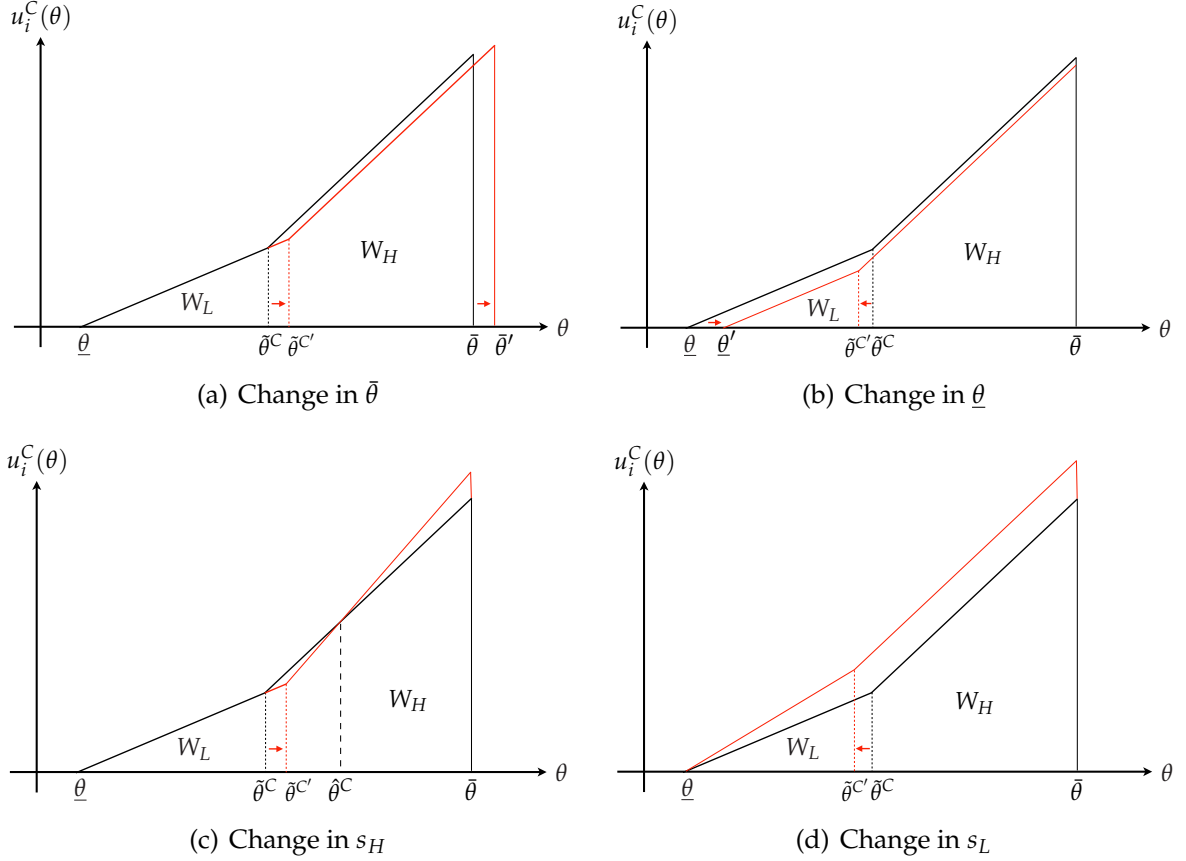 u_i^C(θ)
W_H
W_L
θ̲ θ̃^C θ̃^C′ θ̄ θ̄′ θ
(a) Change in θ̄
u_i^C(θ)
W_H
W_L
θ̲ θ̲′ θ̃^C′ θ̃^C θ̄ θ
(b) Change in θ̲
u_i^C(θ)
W_H
W_L
θ̲ θ̃^C θ̃^C′ θ̂^C θ̄ θ
(c) Change in s_H
u_i^C(θ)
W_H
W_L
θ̲ θ̃^C′ θ̃^C θ̄ θ
(d) Change in s_L